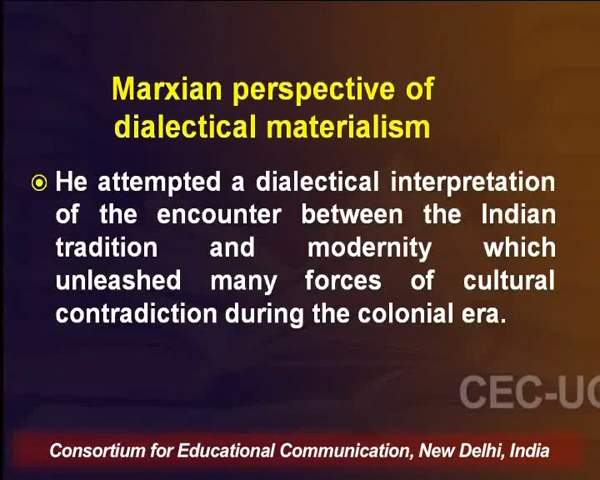 Marxian perspective of
dialectical materialism
He attempted a dialectical interpretation
of the encounter between the Indian
tradition and modernity which
unleashed many forces of cultural
contradiction during the colonial era.
CEC-UG
Consortium for Educational Communication, New Delhi, India